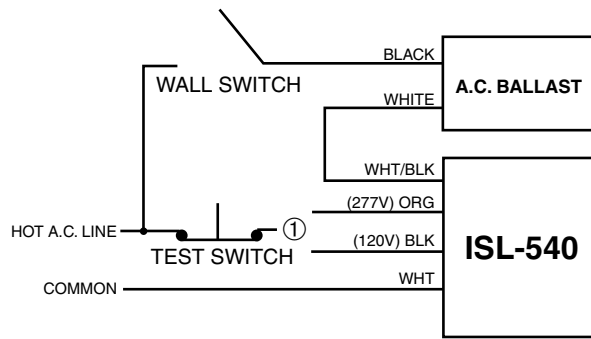 BLACK
A.C. BALLAST
WALL SWITCH
WHITE
WHT/BLK
(277V) ORG
HOT A.C. LINE
①
ISL-540
TEST SWITCH
(120V) BLK
COMMON
WHT